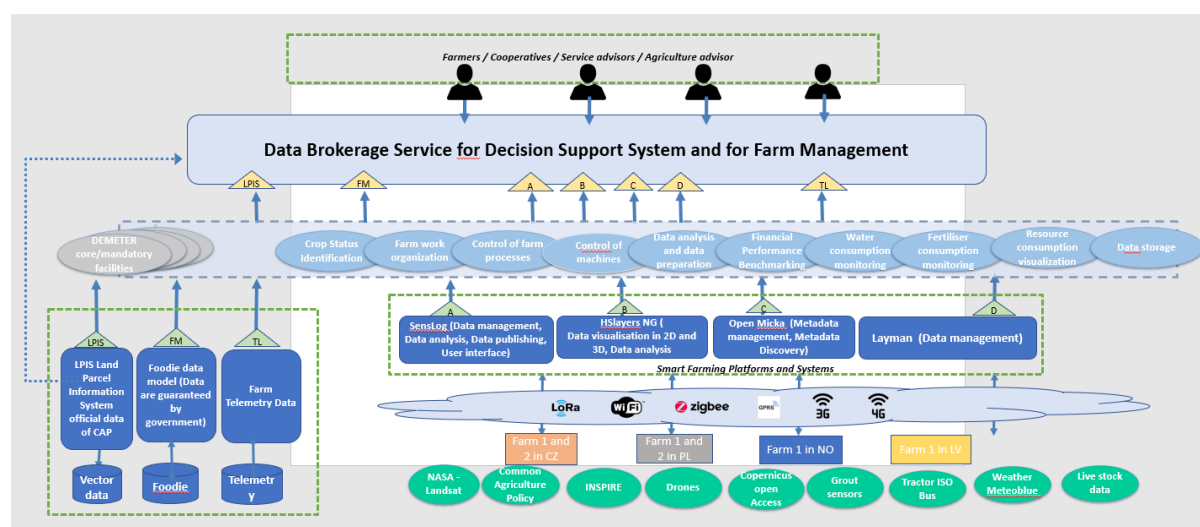 Farmers / Cooperatives / Service advisors / Agriculture advisor
Data Brokerage Service for Decision Support System and for Farm Management
LPIS
FM
A
B
C
D
TL
DEMETER
core/mandatory
facilities
Crop Status
Identification
Farm work
organization
Control of farm
processes
Control of
machines
Data analysis
and data
preparation
Financial
Performance
Benchmarking
Water
consumption
monitoring
Fertiliser
consumption
monitoring
Resource
consumption
visualization
Data storage
LPIS
FM
TL
A
B
C
D
LPIS Land
Parcel
Information
System
official data
of CAP
Foodie data
model (Data
are guaranteed
by
government)
Farm
Telemetry Data
SensLog (Data management,
Data analysis, Data publishing,
User interface)
HSlayers NG (
Data visualisation in 2D and
3D, Data analysis
Open Micka (Metadata
management, Metadata
Discovery)
Layman (Data management)
Smart Farming Platforms and Systems
LoRa
WiFi
zigbee
GPRS
3G
4G
Vector
data
Foodie
Telemetr
y
Farm 1 and
2 in CZ
Farm 1 and
2 in PL
Farm 1 in NO
Farm 1 in LV
NASA -
Landsat
Common
Agriculture
Policy
INSPIRE
Drones
Copernicus
open
Access
Grout
sensors
Tractor ISO
Bus
Weather
Meteoblue
Live stock
data